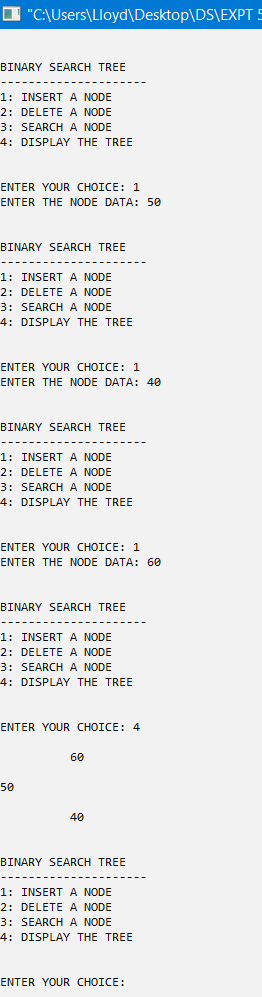 "C:\Users\Lloyd\Desktop\DS\EXPT 5
BINARY SEARCH TREE
---------------------
1: INSERT A NODE
2: DELETE A NODE
3: SEARCH A NODE
4: DISPLAY THE TREE
ENTER YOUR CHOICE: 1
ENTER THE NODE DATA: 50
BINARY SEARCH TREE
---------------------
1: INSERT A NODE
2: DELETE A NODE
3: SEARCH A NODE
4: DISPLAY THE TREE
ENTER YOUR CHOICE: 1
ENTER THE NODE DATA: 40
BINARY SEARCH TREE
---------------------
1: INSERT A NODE
2: DELETE A NODE
3: SEARCH A NODE
4: DISPLAY THE TREE
ENTER YOUR CHOICE: 1
ENTER THE NODE DATA: 60
BINARY SEARCH TREE
---------------------
1: INSERT A NODE
2: DELETE A NODE
3: SEARCH A NODE
4: DISPLAY THE TREE
ENTER YOUR CHOICE: 4
60
50
40
BINARY SEARCH TREE
---------------------
1: INSERT A NODE
2: DELETE A NODE
3: SEARCH A NODE
4: DISPLAY THE TREE
ENTER YOUR CHOICE: